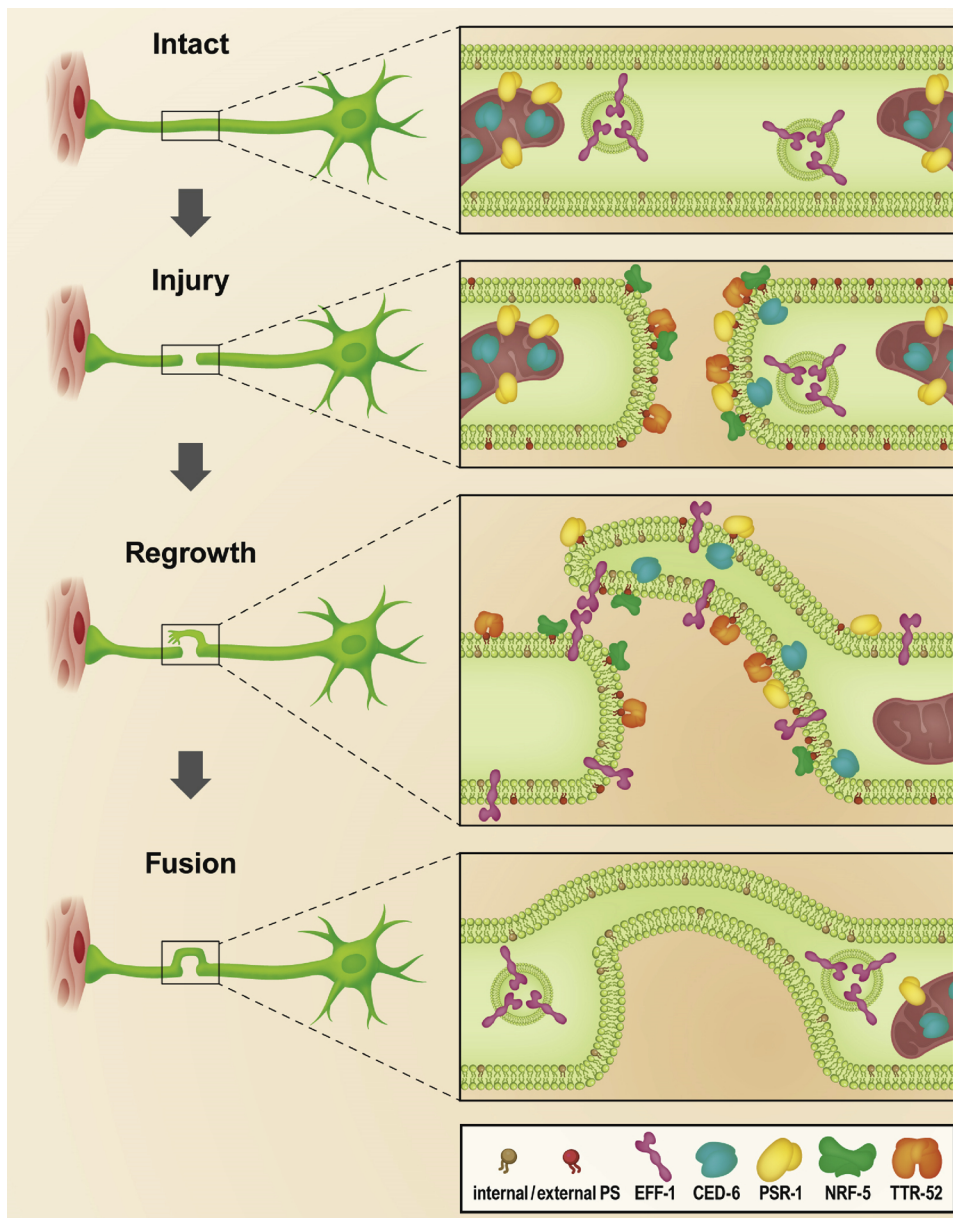 Intact
Injury
Regrowth
Fusion
internal / external PS EFF-1 CED-6 PSR-1 NRF-5 TTR-52